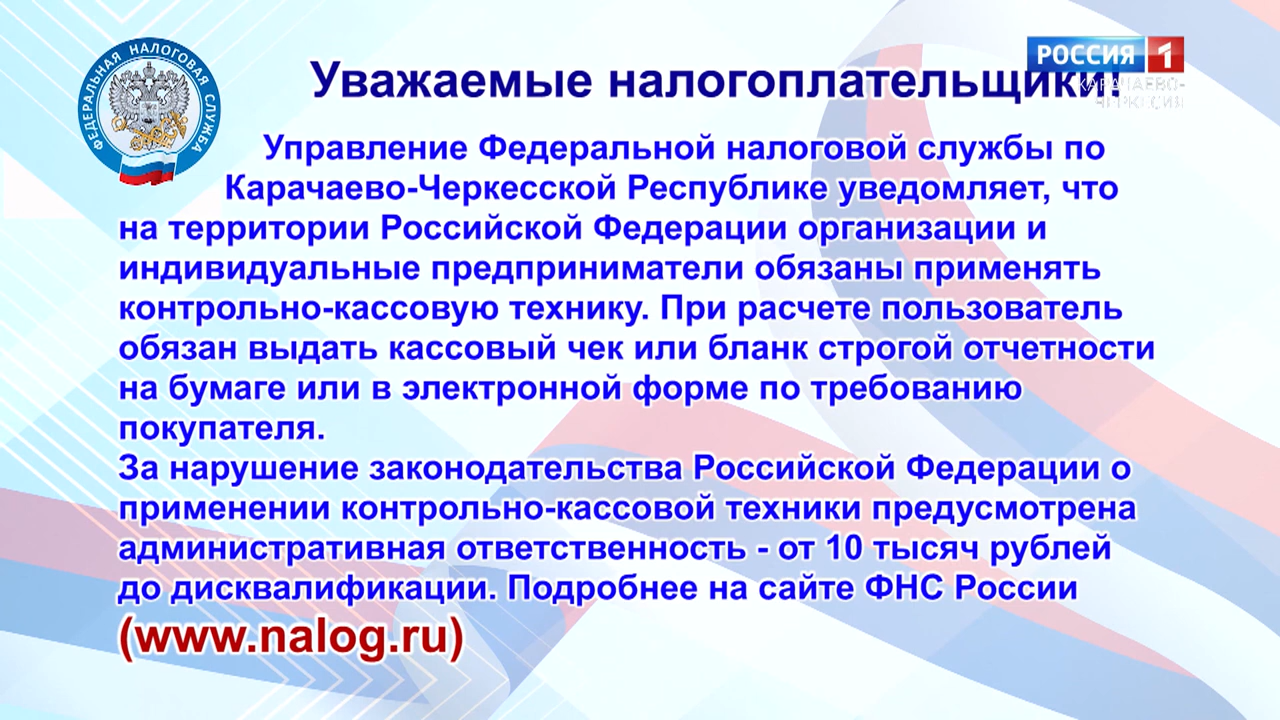 ФЕДЕРАЛЬНАЯ НАЛОГОВАЯ СЛУЖБА
РОССИЯ 1
КАРАЧАЕВО-
ЧЕРКЕССИЯ
Уважаемые налогоплательщики!
Управление Федеральной налоговой службы по
Карачаево-Черкесской Республике уведомляет, что
на территории Российской Федерации организации и
индивидуальные предприниматели обязаны применять
контрольно-кассовую технику. При расчете пользователь
обязан выдать кассовый чек или бланк строгой отчетности
на бумаге или в электронной форме по требованию
покупателя.
За нарушение законодательства Российской Федерации о
применении контрольно-кассовой техники предусмотрена
административная ответственность - от 10 тысяч рублей
до дисквалификации. Подробнее на сайте ФНС России
(www.nalog.ru)